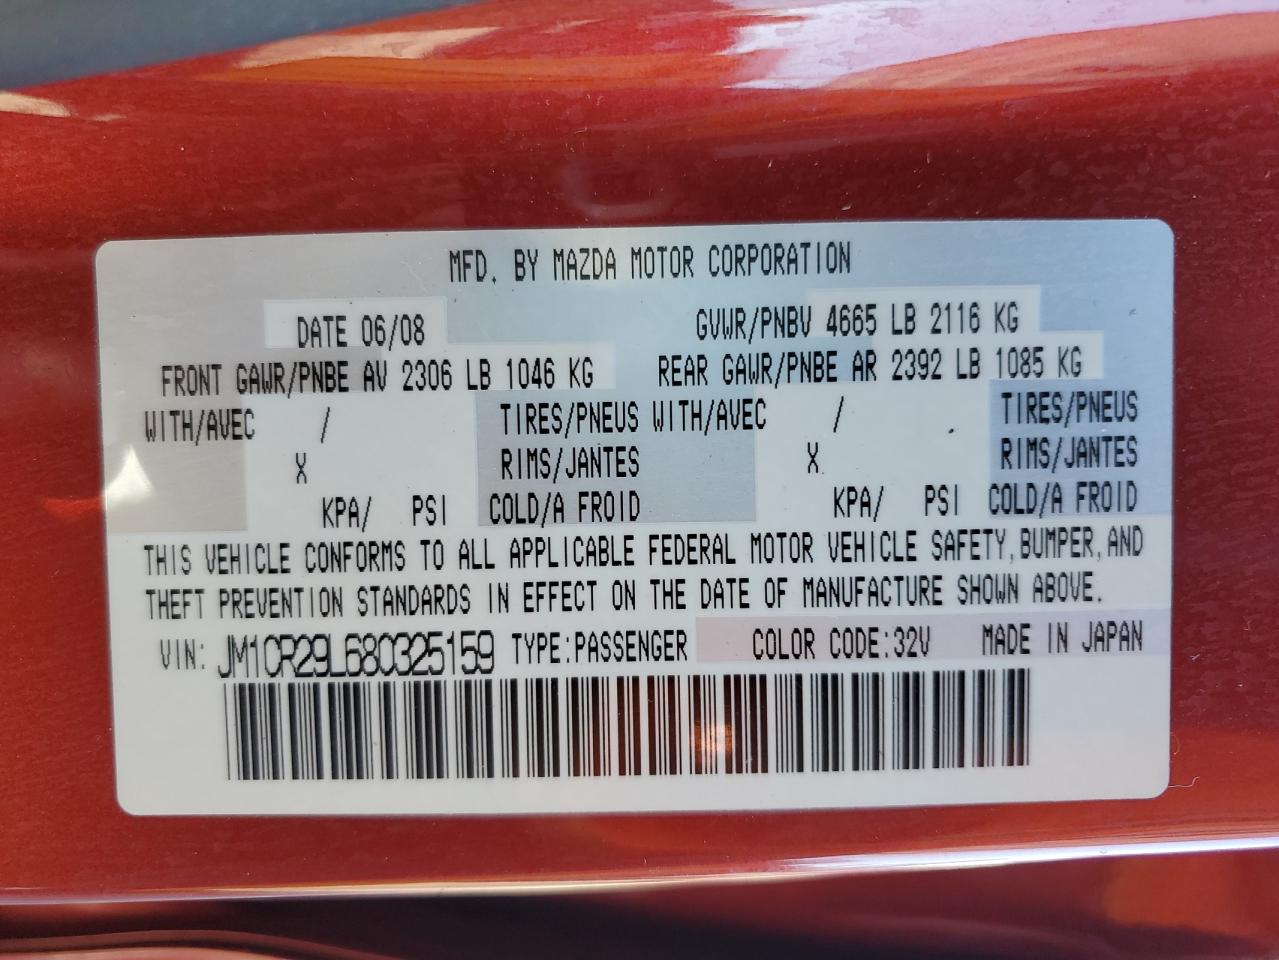 MFD. BY MAZDA MOTOR CORPORATION
DATE 06/08 GVWR/PNBV 4665 LB 2116 KG
FRONT GAWR/PNBE AV 2306 LB 1046 KG REAR GAWR/PNBE AR 2392 LB 1085 KG
WITH/AVEC / TIRES/PNEUS WITH/AVEC / TIRES/PNEUS
X RIMS/JANTES X RIMS/JANTES
KPA/ PSI COLD/A FROID KPA/ PSI COLD/A FROID
THIS VEHICLE CONFORMS TO ALL APPLICABLE FEDERAL MOTOR VEHICLE SAFETY, BUMPER, AND
THEFT PREVENTION STANDARDS IN EFFECT ON THE DATE OF MANUFACTURE SHOWN ABOVE.
VIN: JM1CR29L680325159 TYPE:PASSENGER COLOR CODE:32V MADE IN JAPAN